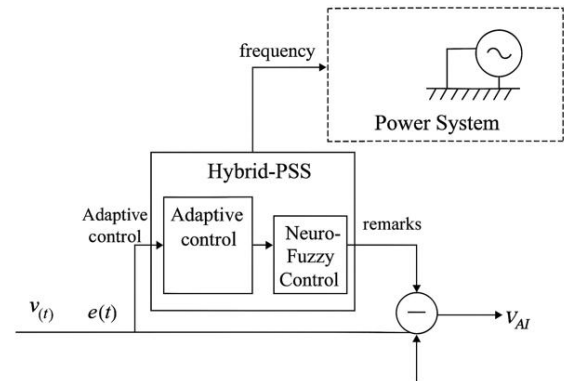 frequency
Power System
Hybrid-PSS
Adaptive
control
Adaptive
control
Neuro-
Fuzzy
Control
remarks
v(t) e(t)
−
VAI